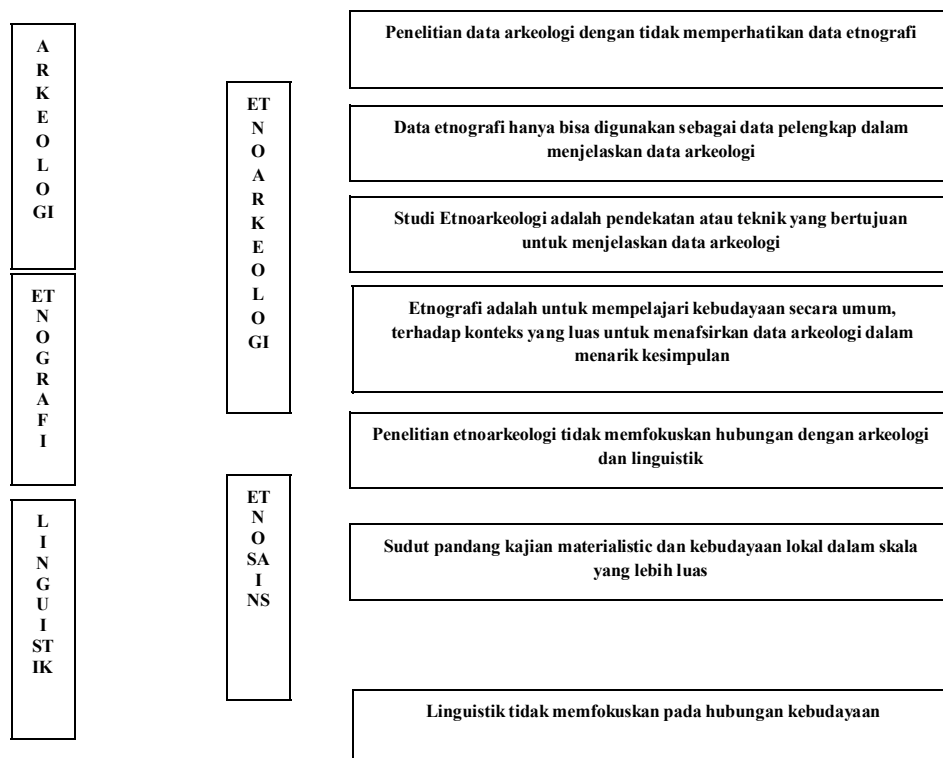 A
R
K
E
O
L
O
GI
ET
N
O
G
R
A
F
I
L
I
N
G
U
I
ST
IK
ET
N
O
A
R
K
E
O
L
O
GI
ET
N
O
SA
I
NS
Penelitian data arkeologi dengan tidak memperhatikan data etnografi
Data etnografi hanya bisa digunakan sebagai data pelengkap dalam
menjelaskan data arkeologi
Studi Etnoarkeologi adalah pendekatan atau teknik yang bertujuan
untuk menjelaskan data arkeologi
Etnografi adalah untuk mempelajari kebudayaan secara umum,
terhadap konteks yang luas untuk menafsirkan data arkeologi dalam
menarik kesimpulan
Penelitian etnoarkeologi tidak memfokuskan hubungan dengan arkeologi
dan linguistik
Sudut pandang kajian materialistic dan kebudayaan lokal dalam skala
yang lebih luas
Linguistik tidak memfokuskan pada hubungan kebudayaan